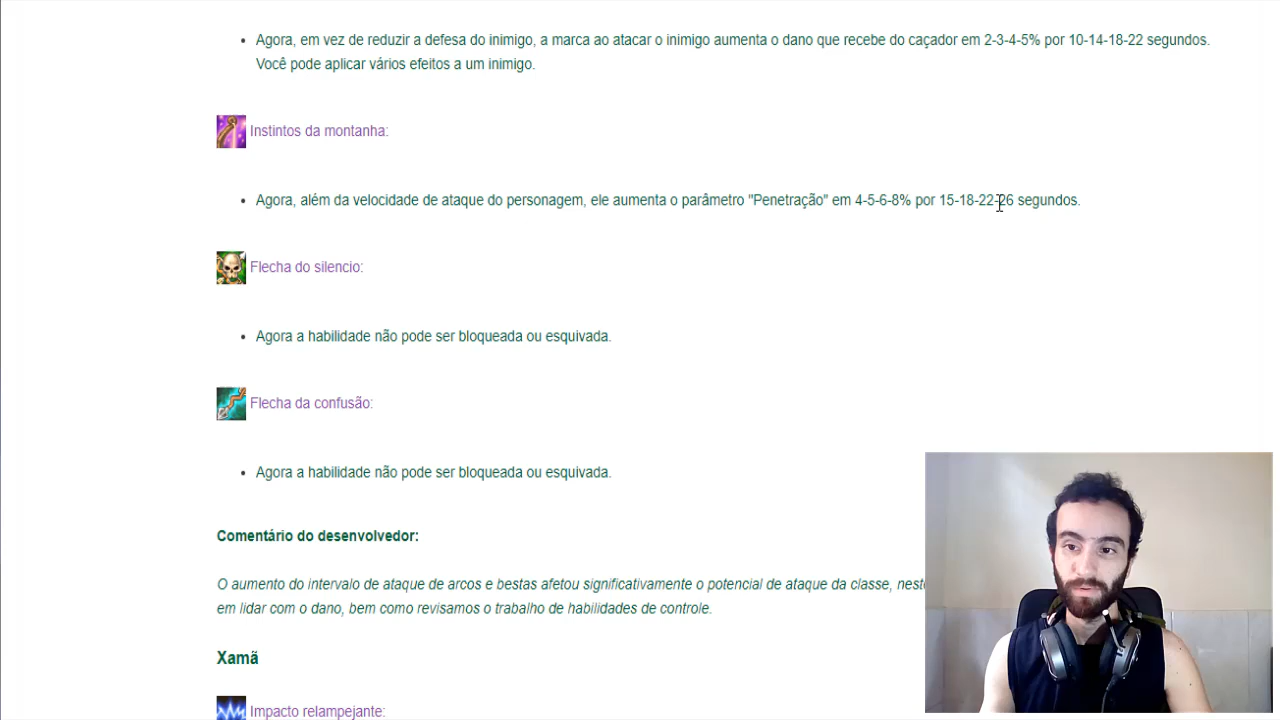 Agora, em vez de reduzir a defesa do inimigo, a marca ao atacar o inimigo aumenta o dano que recebe do caçador em 2-3-4-5% por 10-14-18-22 segundos.
Você pode aplicar vários efeitos a um inimigo.
Instintos da montanha:
Agora, além da velocidade de ataque do personagem, ele aumenta o parâmetro "Penetração" em 4-5-6-8% por 15-18-22-26 segundos.
Flecha do silencio:
Agora a habilidade não pode ser bloqueada ou esquivada.
Flecha da confusão:
Agora a habilidade não pode ser bloqueada ou esquivada.
Comentário do desenvolvedor:
O aumento do intervalo de ataque de arcos e bestas afetou significativamente o potencial de ataque da classe,
em lidar com o dano, bem como revisamos o trabalho de habilidades de controle.
Xamã
Impacto relampejante: